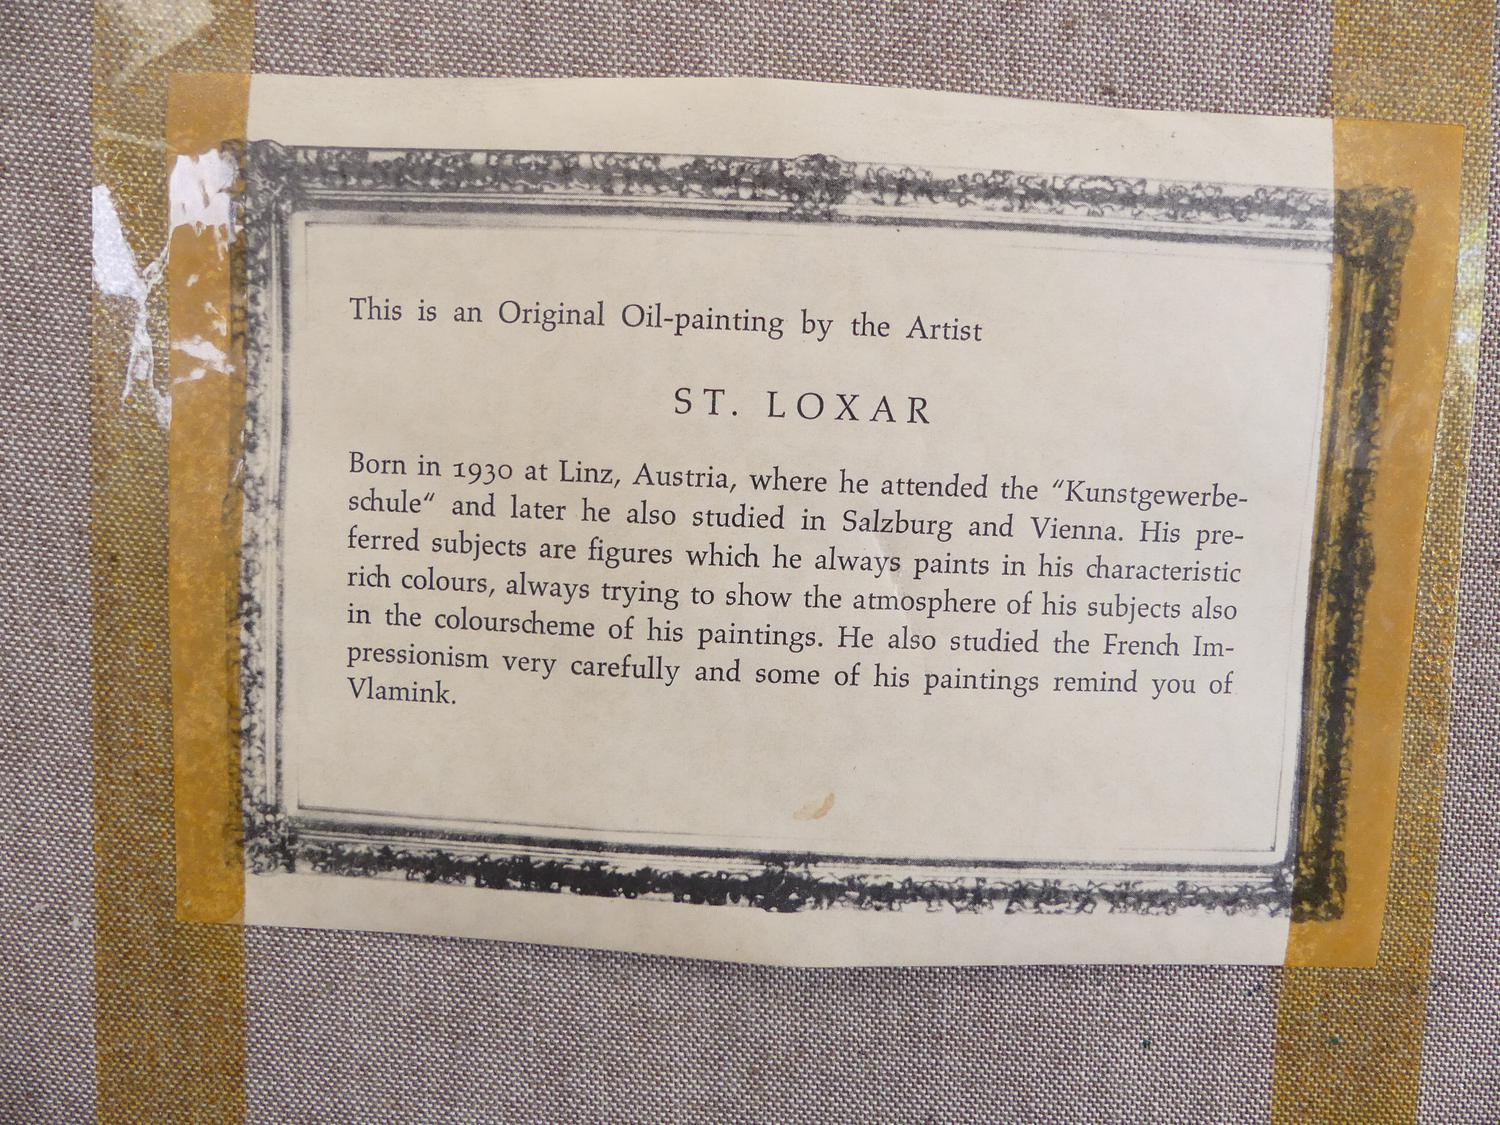 This is an Original Oil-painting by the Artist
ST. LOXAR
Born in 1930 at Linz, Austria, where he attended the "Kunstgewerbe-
schule" and later he also studied in Salzburg and Vienna. His pre-
ferred subjects are figures which he always paints in his characteristic
rich colours, always trying to show the atmosphere of his subjects also
in the colourscheme of his paintings. He also studied the French Im-
pressionism very carefully and some of his paintings remind you of
Vlamink.